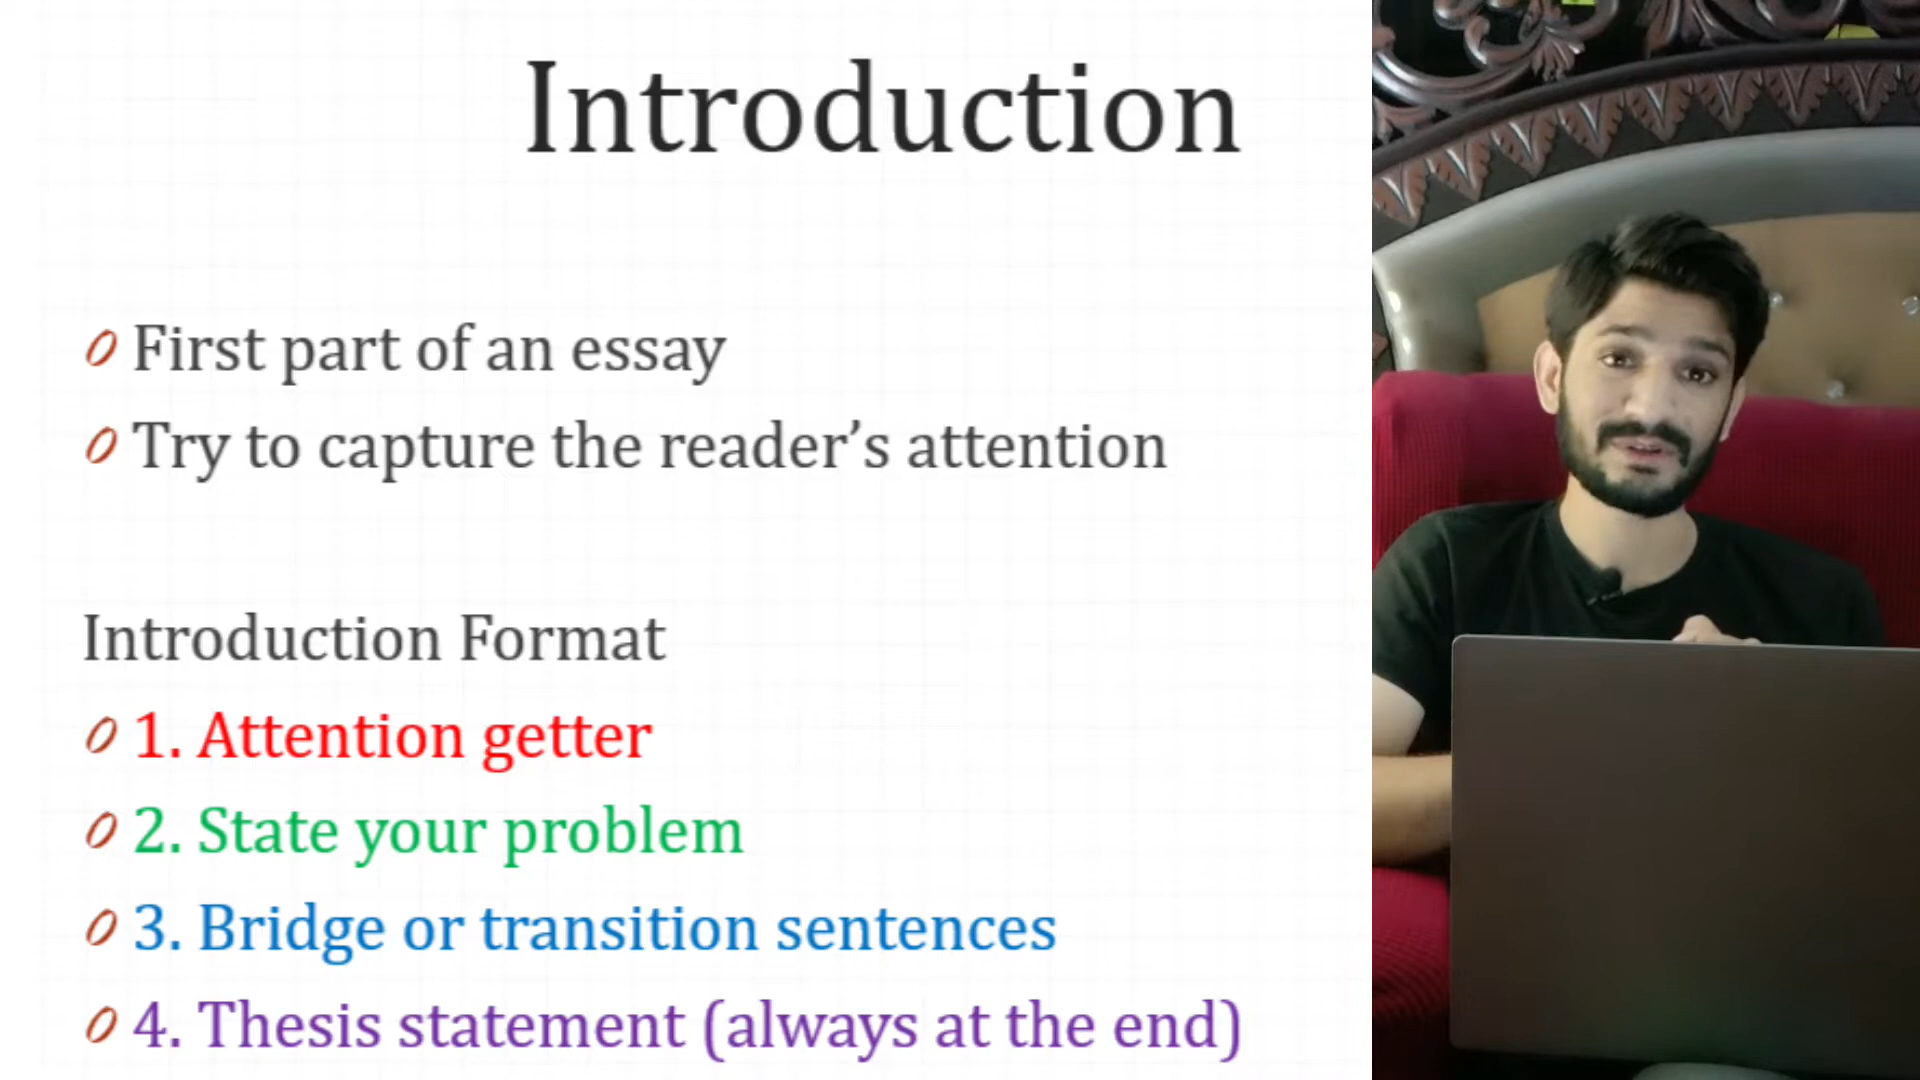 Introduction
First part of an essay
Try to capture the reader’s attention
Introduction Format
1. Attention getter
2. State your problem
3. Bridge or transition sentences
4. Thesis statement (always at the end)